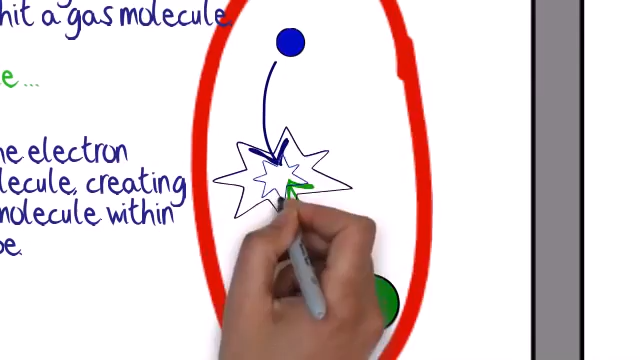 hit a gas molecule
e ...
he electron
lecule, creating
molecule within
be.